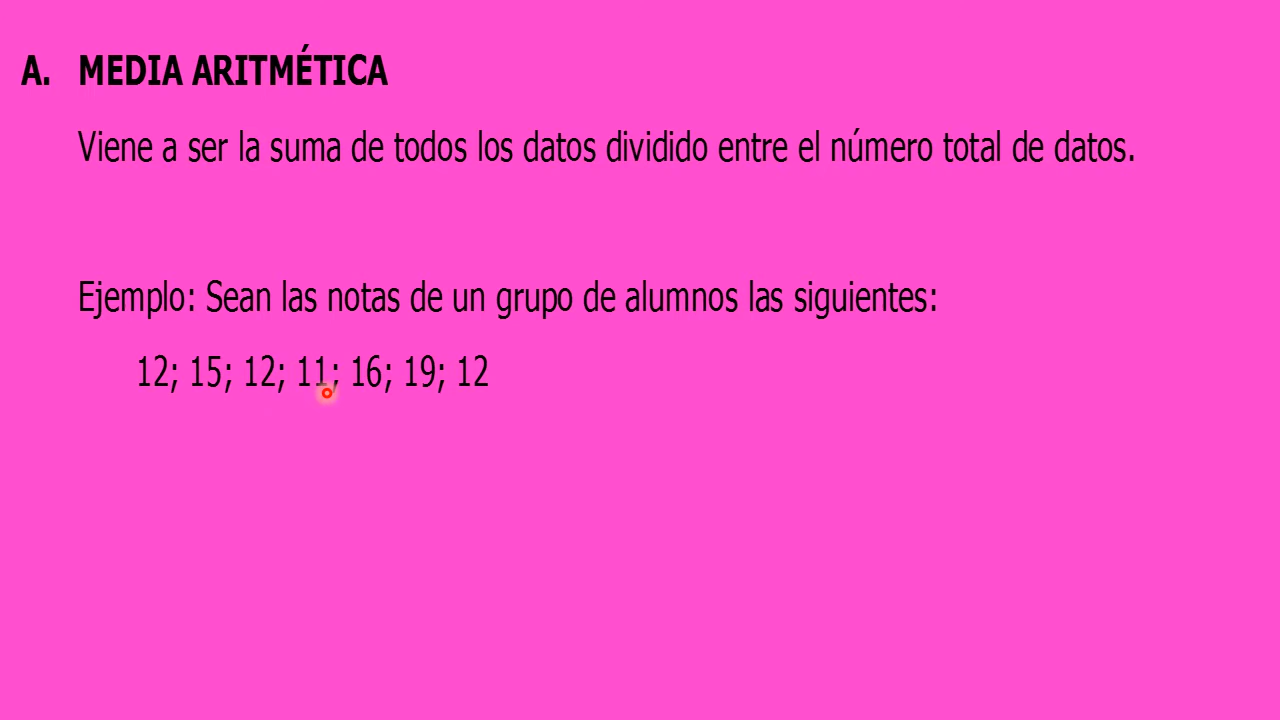 A. MEDIA ARITMÉTICA
Viene a ser la suma de todos los datos dividido entre el número total de datos.
Ejemplo: Sean las notas de un grupo de alumnos las siguientes:
12; 15; 12; 11; 16; 19; 12